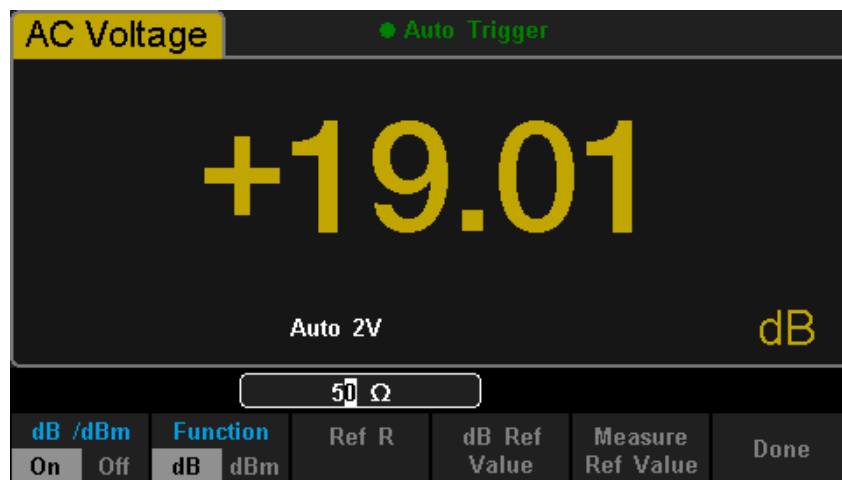 AC Voltage
● Auto Trigger
+19.01
Auto 2V
dB
50 Ω
dB /dBm
On Off
Function
dB dBm
Ref R
dB Ref
Value
Measure
Ref Value
Done